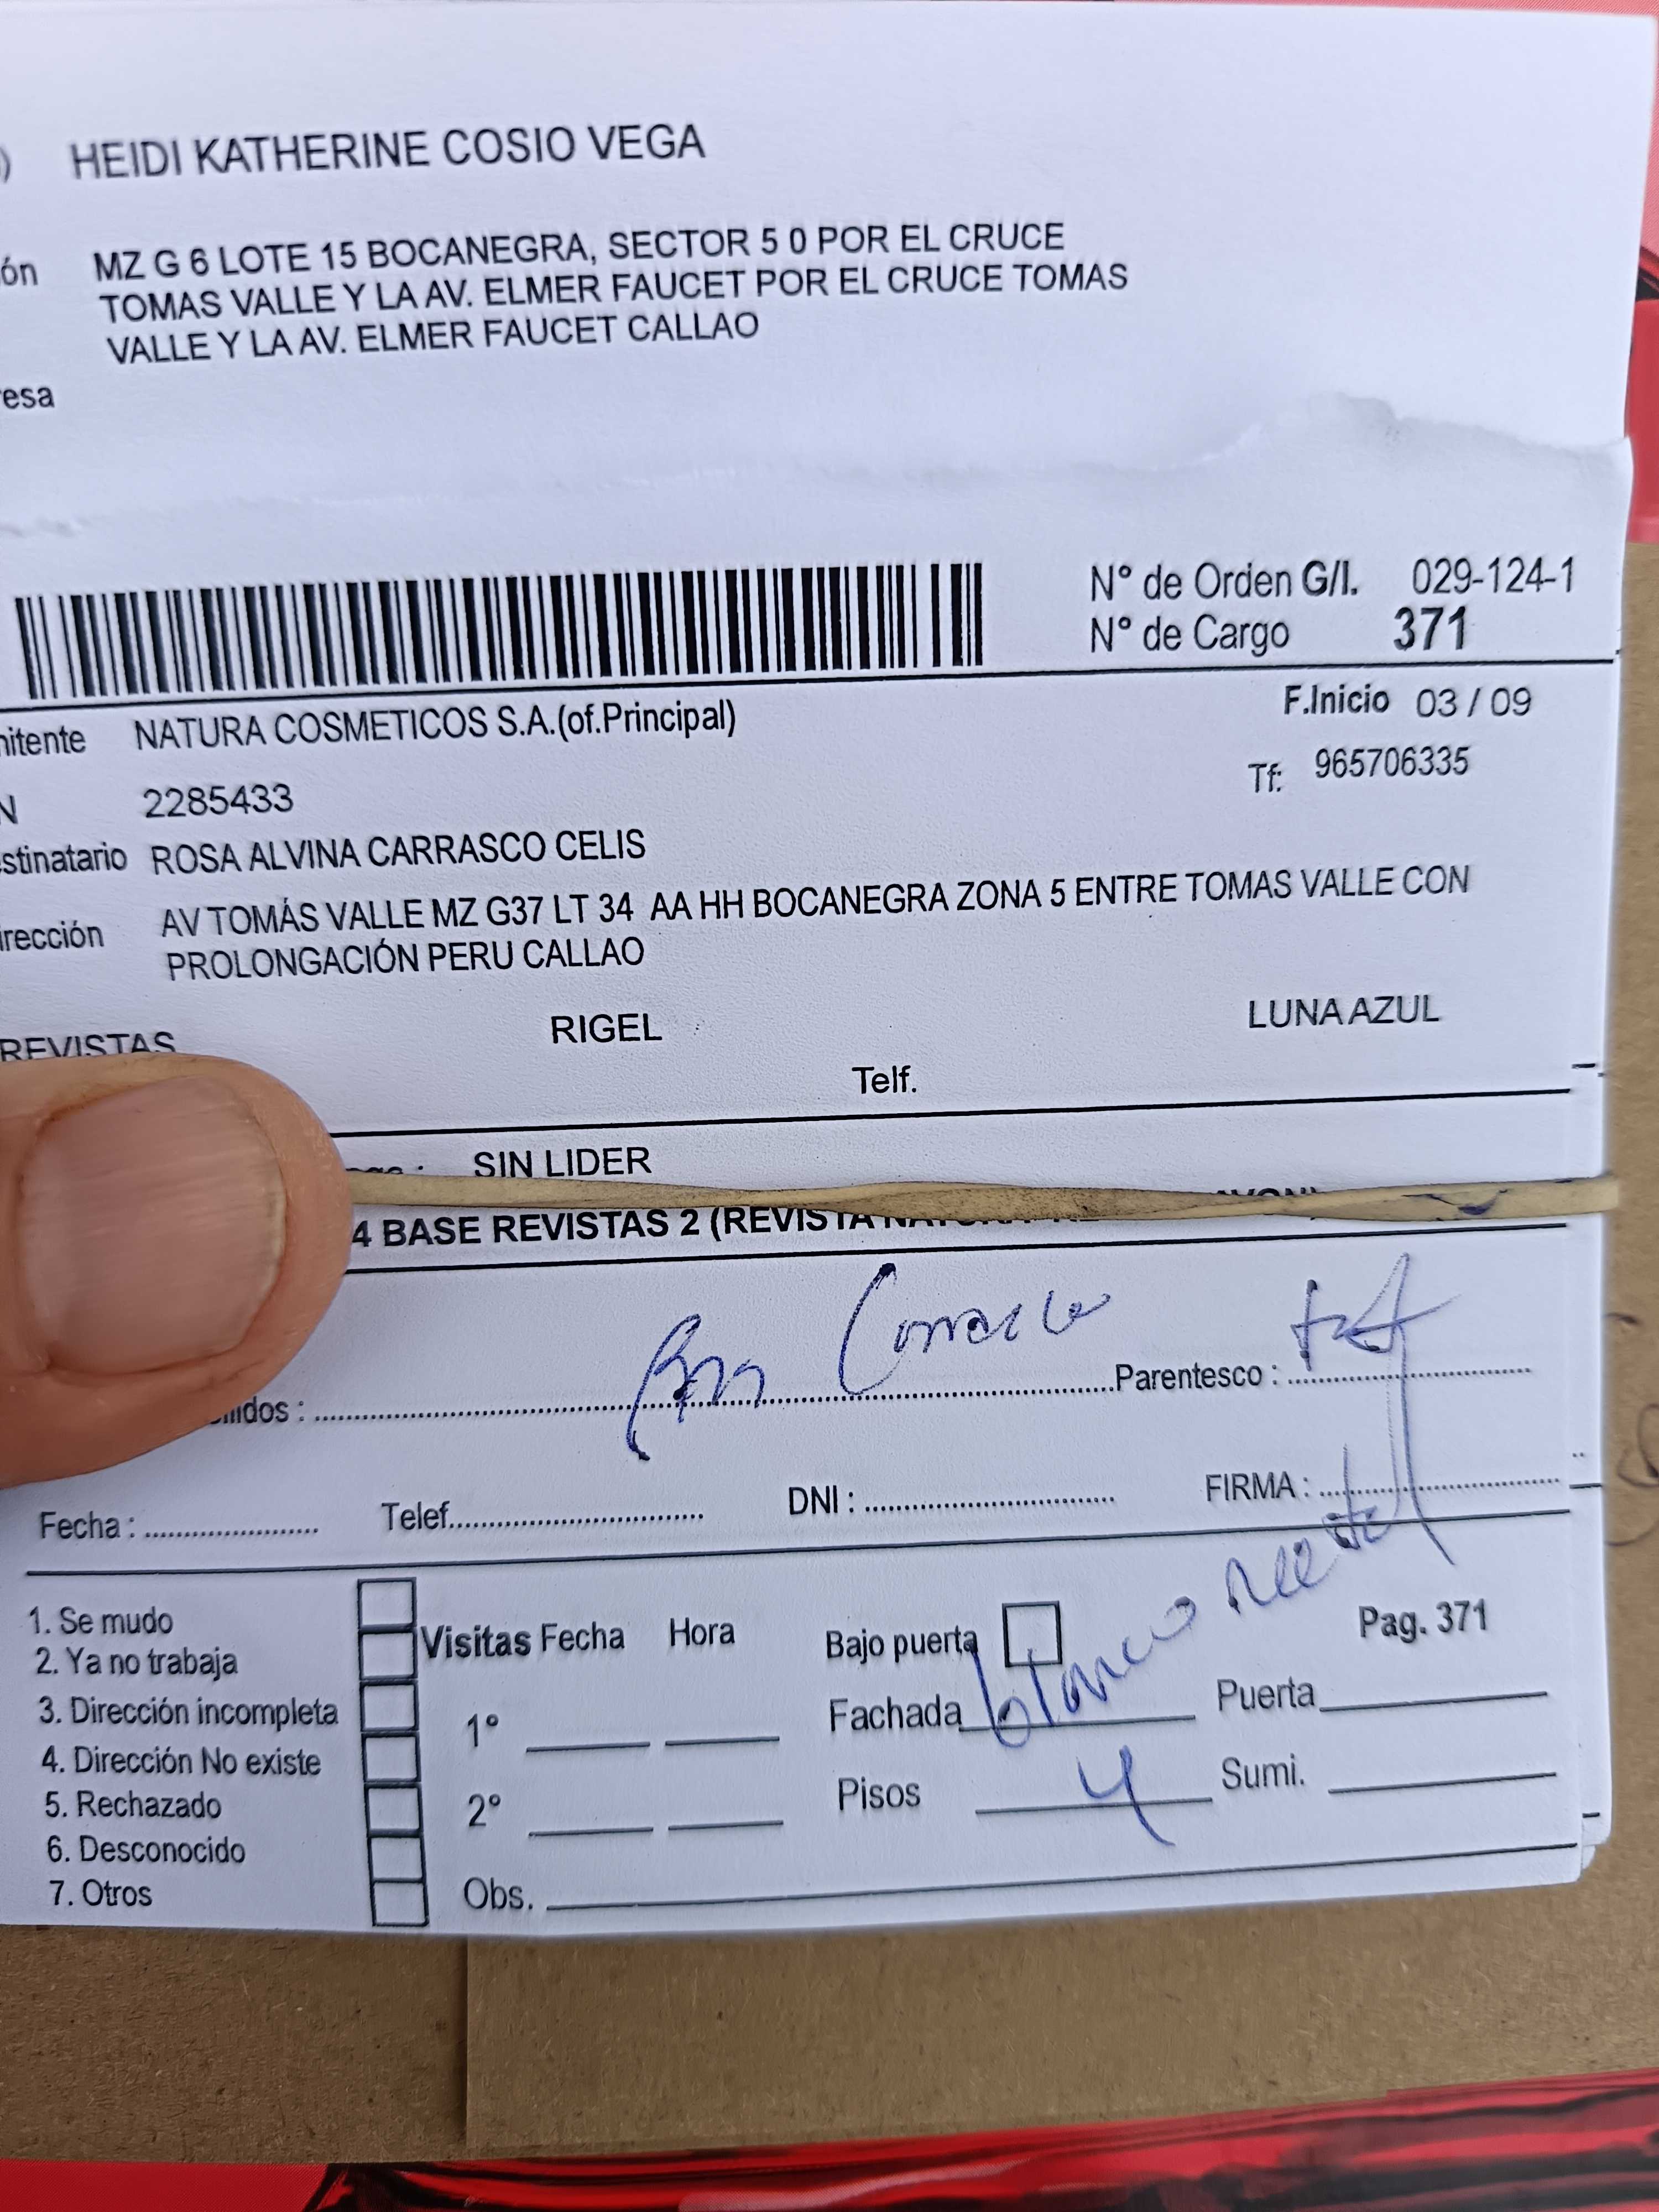 HEIDI KATHERINE COSIO VEGA
ón MZ G 6 LOTE 15 BOCANEGRA, SECTOR 5 0 POR EL CRUCE
TOMAS VALLE Y LA AV. ELMER FAUCET POR EL CRUCE TOMAS
VALLE Y LA AV. ELMER FAUCET CALLAO
esa
N° de Orden G/I. 029-124-1
N° de Cargo 371
F.Inicio 03 / 09
nitente NATURA COSMETICOS S.A.(of.Principal)
Tf: 965706335
N 2285433
estinatario ROSA ALVINA CARRASCO CELIS
irección AV TOMÁS VALLE MZ G37 LT 34 AA HH BOCANEGRA ZONA 5 ENTRE TOMAS VALLE CON
PROLONGACIÓN PERU CALLAO
REVISTAS RIGEL LUNA AZUL
Telf.
SIN LIDER
4 BASE REVISTAS 2 (REVISTA
Carrasco
llidos : Parentesco : tit
Fecha : Telef. DNI : FIRMA :
1. Se mudo
2. Ya no trabaja
3. Dirección incompleta
4. Dirección No existe
5. Rechazado
6. Desconocido
7. Otros
Visitas Fecha Hora
1°
2°
Obs.
Bajo puerta Pag. 371
Fachada blanco Puerta
Pisos 4 Sumi.